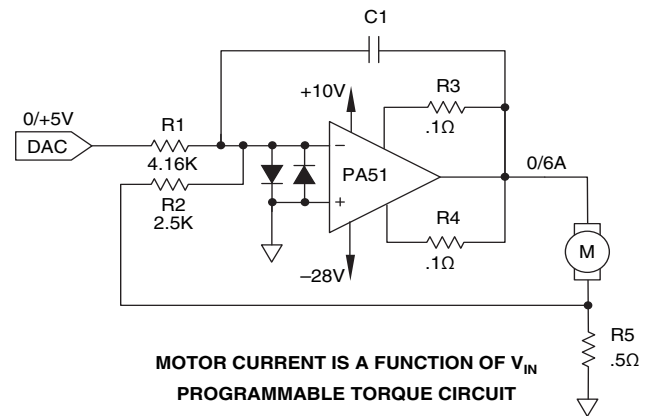 C1
+10V
R3
.1Ω
0/+5V
DAC
R1
4.16K
R2
2.5K
−
PA51
+
0/6A
R4
.1Ω
−28V
M
R5
.5Ω
MOTOR CURRENT IS A FUNCTION OF VIN
PROGRAMMABLE TORQUE CIRCUIT